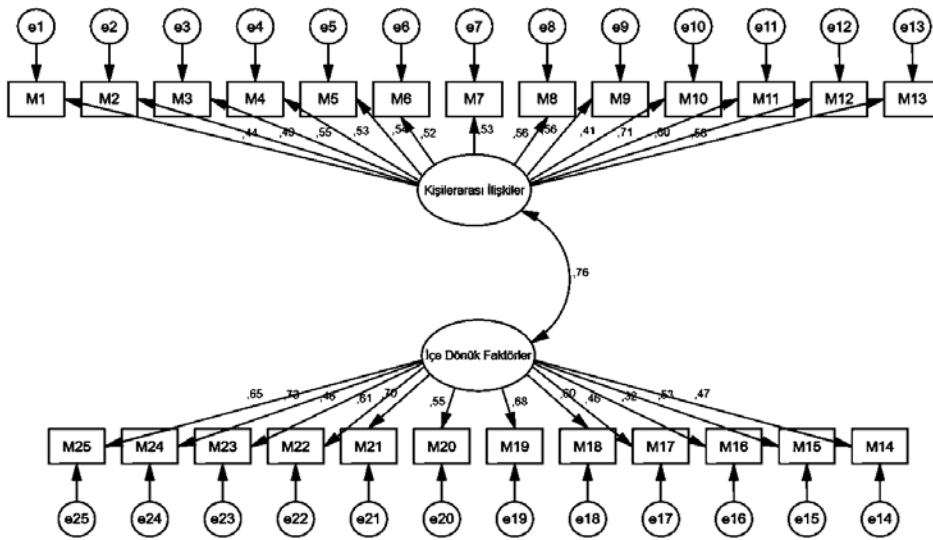 e1 e2 e3 e4 e5 e6 e7 e8 e9 e10 e11 e12 e13
M1 M2 M3 M4 M5 M6 M7 M8 M9 M10 M11 M12 M13
,44 ,49 ,55 ,53 ,54 ,52 ,53 ,56 ,56 ,41 ,71 ,60 ,58
Kişilerarası İlişkiler
,76
İçe Dönük Faktörler
,65 ,73 ,46 ,61 ,70 ,55 ,68 ,60 ,46 ,32 ,53 ,47
M25 M24 M23 M22 M21 M20 M19 M18 M17 M16 M15 M14
e25 e24 e23 e22 e21 e20 e19 e18 e17 e16 e15 e14